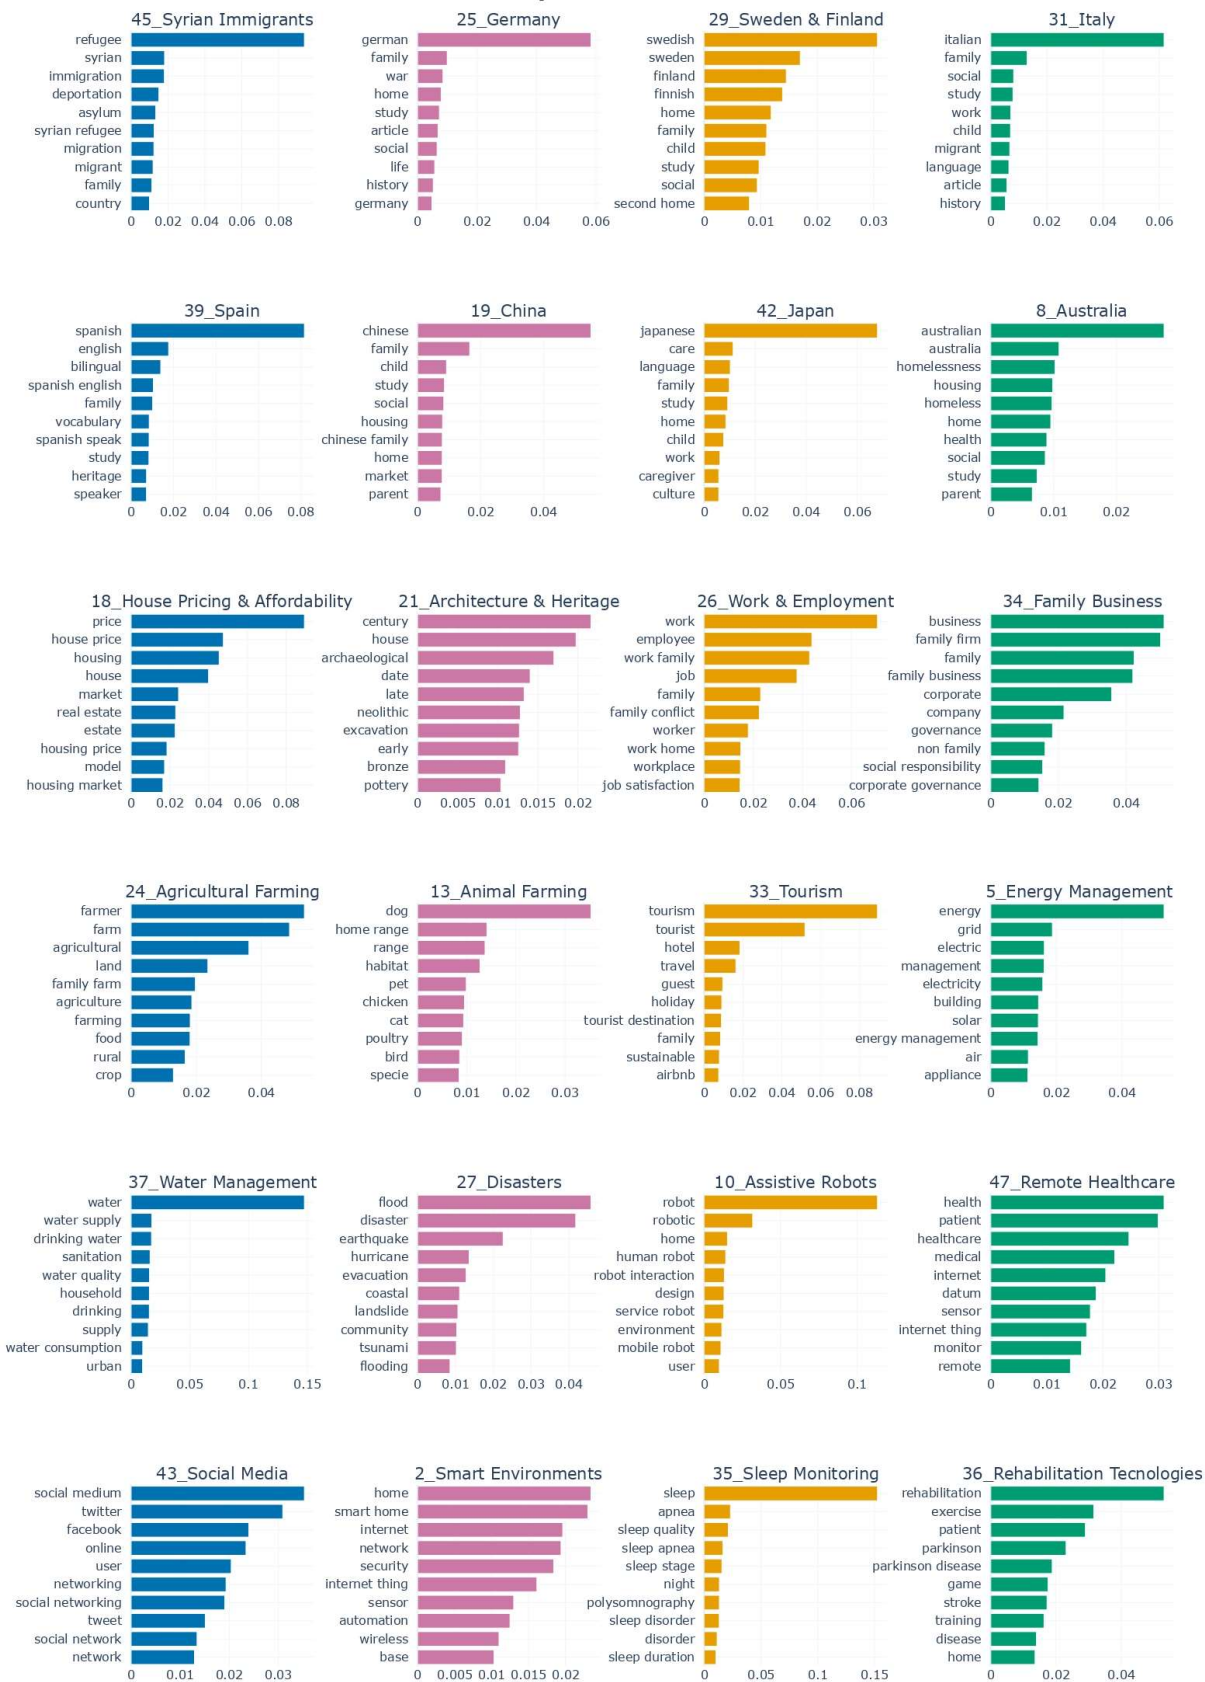 45_Syrian Immigrants
refugee
syrian
immigration
deportation
asylum
syrian refugee
migration
migrant
family
country
0 0.02 0.04 0.06 0.08
25_Germany
german
family
war
home
study
article
social
life
history
germany
0 0.02 0.04 0.06
29_Sweden & Finland
swedish
sweden
finland
finnish
home
family
child
study
social
second home
0 0.01 0.02 0.03
31_Italy
italian
family
social
study
work
child
migrant
language
article
history
0 0.02 0.04 0.06
39_Spain
spanish
english
bilingual
spanish english
family
vocabulary
spanish speak
study
heritage
speaker
0 0.02 0.04 0.06 0.08
19_China
chinese
family
child
study
social
housing
chinese family
home
market
parent
0 0.02 0.04
42_Japan
japanese
care
language
family
study
home
child
work
caregiver
culture
0 0.02 0.04 0.06
8_Australia
australian
australia
homelessness
housing
homeless
home
health
social
study
parent
0 0.01 0.02
18_House Pricing & Affordability
price
house price
housing
house
market
real estate
estate
housing price
model
housing market
0 0.02 0.04 0.06 0.08
21_Architecture & Heritage
century
house
archaeological
date
late
neolithic
excavation
early
bronze
pottery
0 0.005 0.01 0.015 0.02
26_Work & Employment
work
employee
work family
job
family
family conflict
worker
work home
workplace
job satisfaction
0 0.02 0.04 0.06
34_Family Business
business
family firm
family
family business
corporate
company
governance
non family
social responsibility
corporate governance
0 0.02 0.04
24_Agricultural Farming
farmer
farm
agricultural
land
family farm
agriculture
farming
food
rural
crop
0 0.02 0.04
13_Animal Farming
dog
home range
range
habitat
pet
chicken
cat
poultry
bird
specie
0 0.01 0.02 0.03
33_Tourism
tourism
tourist
hotel
travel
guest
holiday
tourist destination
family
sustainable
airbnb
0 0.02 0.04 0.06 0.08
5_Energy Management
energy
grid
electric
management
electricity
building
solar
energy management
air
appliance
0 0.02 0.04
37_Water Management
water
water supply
drinking water
sanitation
water quality
household
drinking
supply
water consumption
urban
0 0.05 0.1 0.15
27_Disasters
flood
disaster
earthquake
hurricane
evacuation
coastal
landslide
community
tsunami
flooding
0 0.01 0.02 0.03 0.04
10_Assistive Robots
robot
robotic
home
human robot
robot interaction
design
service robot
environment
mobile robot
user
0 0.05 0.1
47_Remote Healthcare
health
patient
healthcare
medical
internet
datum
sensor
internet thing
monitor
remote
0 0.01 0.02 0.03
43_Social Media
social medium
twitter
facebook
online
user
networking
social networking
tweet
social network
network
0 0.01 0.02 0.03
2_Smart Environments
home
smart home
internet
network
security
internet thing
sensor
automation
wireless
base
0 0.005 0.01 0.015 0.02
35_Sleep Monitoring
sleep
apnea
sleep quality
sleep apnea
sleep stage
night
polysomnography
sleep disorder
disorder
sleep duration
0 0.05 0.1 0.15
36_Rehabilitation Tecnologies
rehabilitation
exercise
patient
parkinson
parkinson disease
game
stroke
training
disease
home
0 0.02 0.04